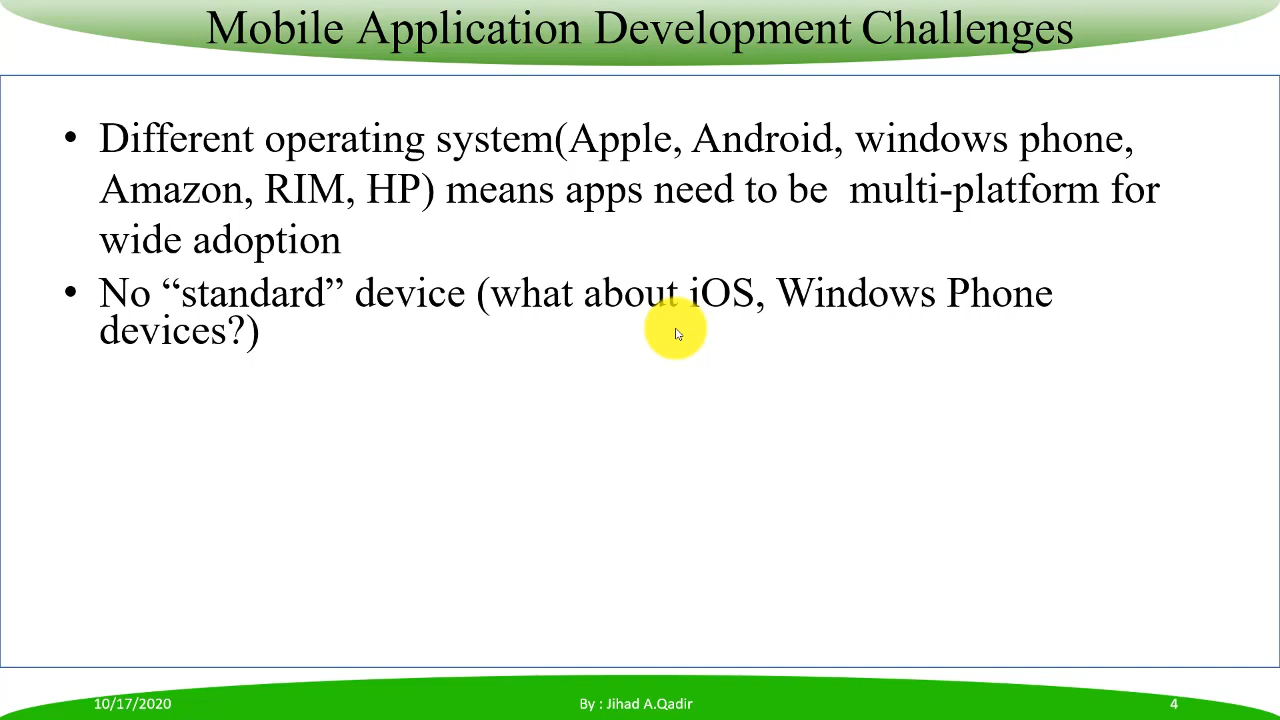 Mobile Application Development Challenges
• Different operating system(Apple, Android, windows phone,
Amazon, RIM, HP) means apps need to be  multi-platform for
wide adoption
• No “standard” device (what about iOS, Windows Phone
devices?)
10/17/2020
By : Jihad A.Qadir
4